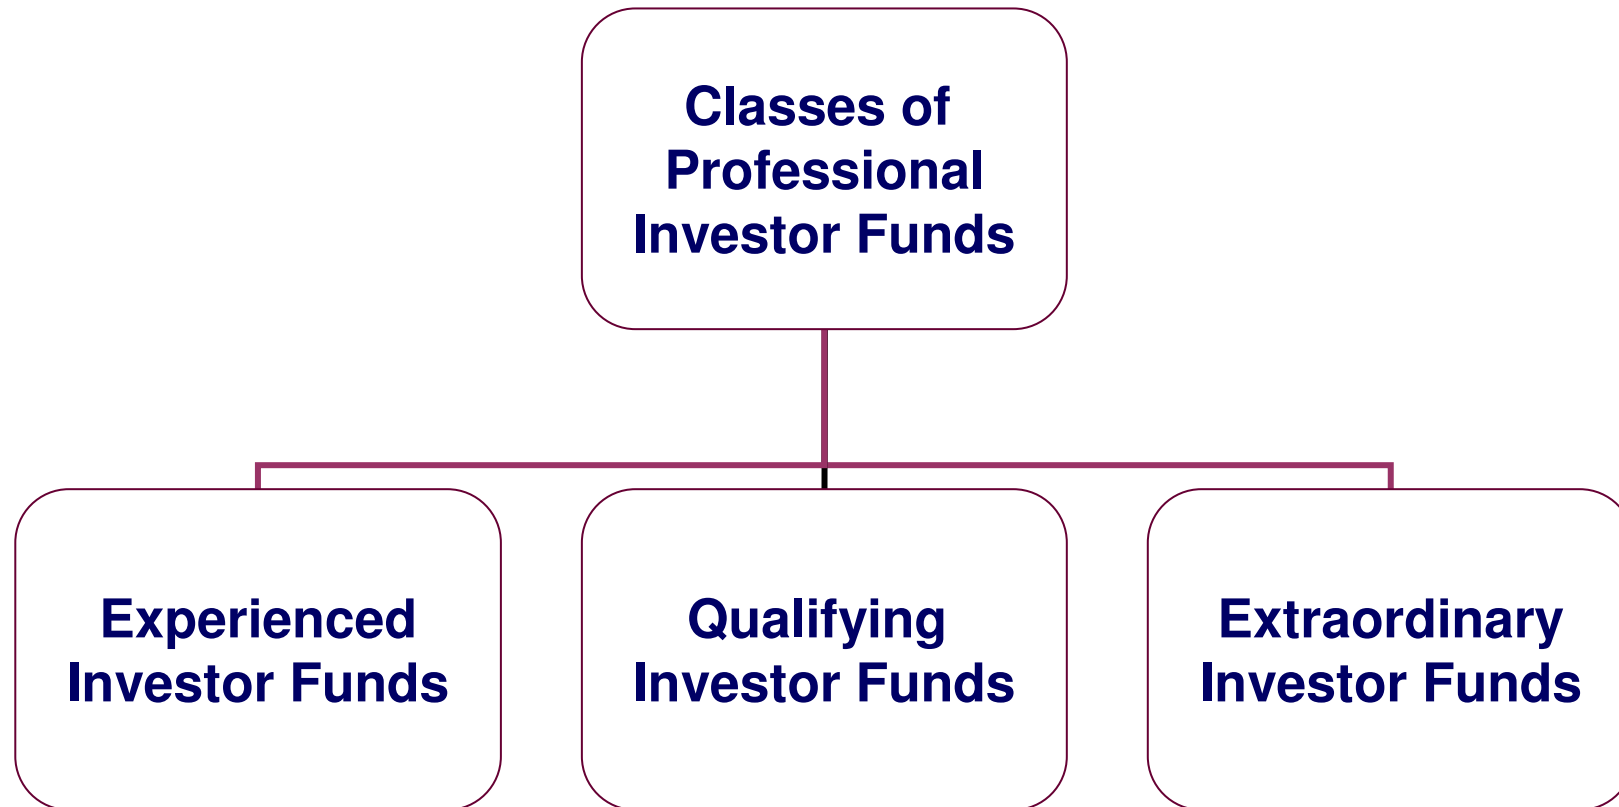 Classes of
Professional
Investor Funds
Experienced
Investor Funds
Qualifying
Investor Funds
Extraordinary
Investor Funds